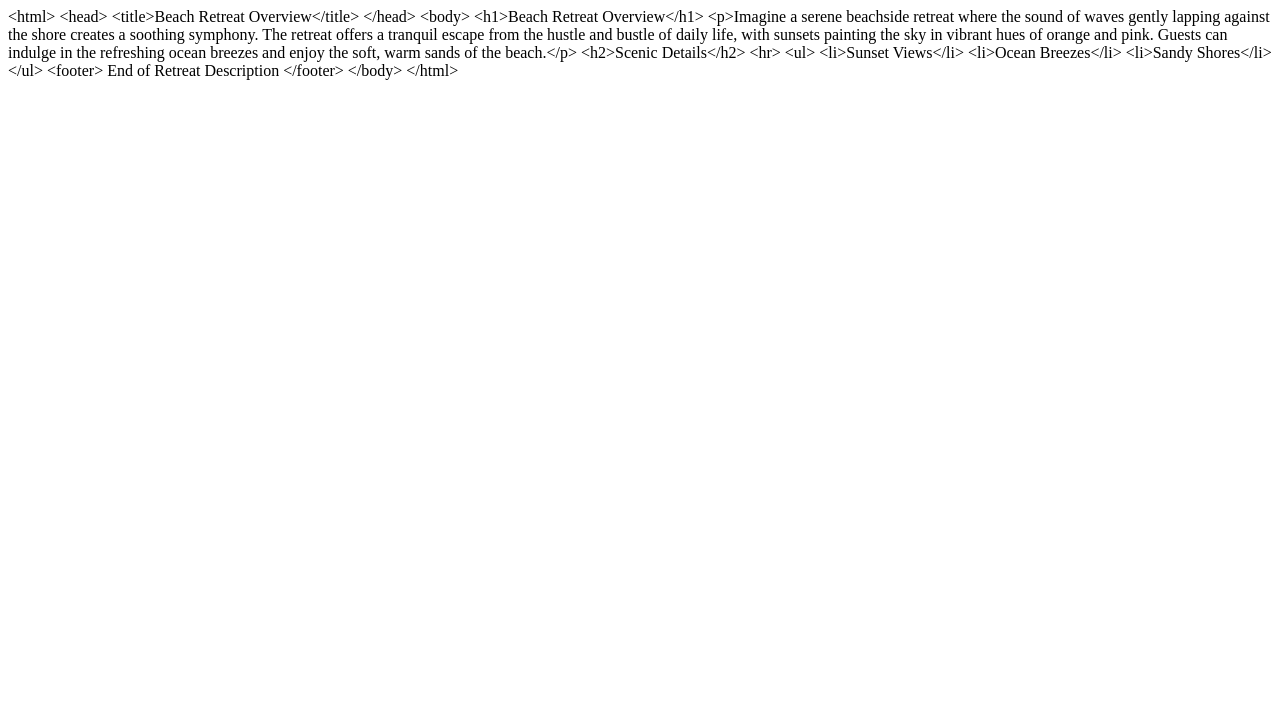 <html> <head> <title>Beach Retreat Overview</title> </head> <body> <h1>Beach Retreat Overview</h1> <p>Imagine a serene beachside retreat where the sound of waves gently lapping against
the shore creates a soothing symphony. The retreat offers a tranquil escape from the hustle and bustle of daily life, with sunsets painting the sky in vibrant hues of orange and pink. Guests can
indulge in the refreshing ocean breezes and enjoy the soft, warm sands of the beach.</p> <h2>Scenic Details</h2> <hr> <ul> <li>Sunset Views</li> <li>Ocean Breezes</li> <li>Sandy Shores</li>
</ul> <footer> End of Retreat Description </footer> </body> </html>